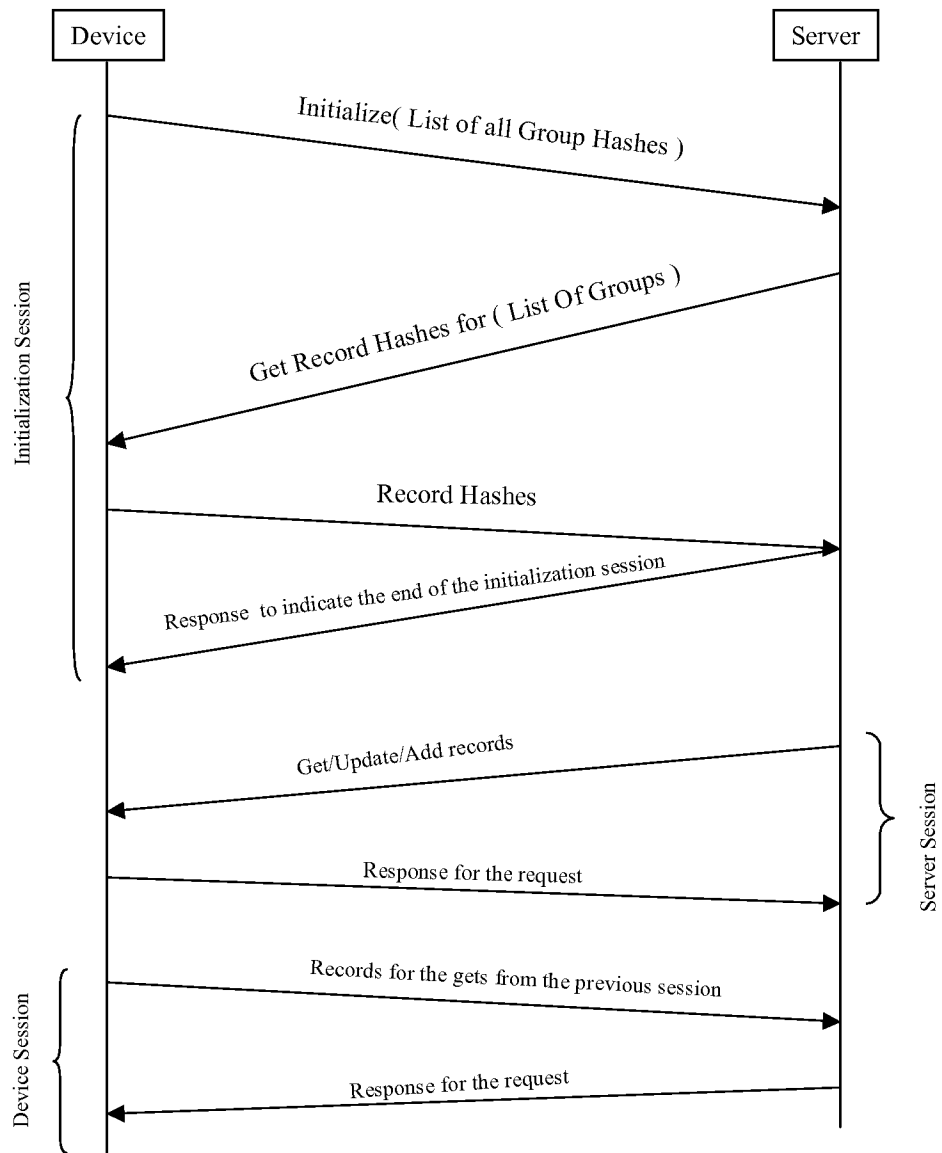 Device
Server
Initialize( List of all Group Hashes )
Get Record Hashes for ( List Of Groups )
Initialization Session
Record Hashes
Response to indicate the end of the initialization session
Get/Update/Add records
Server Session
Response for the request
Records for the gets from the previous session
Device Session
Response for the request